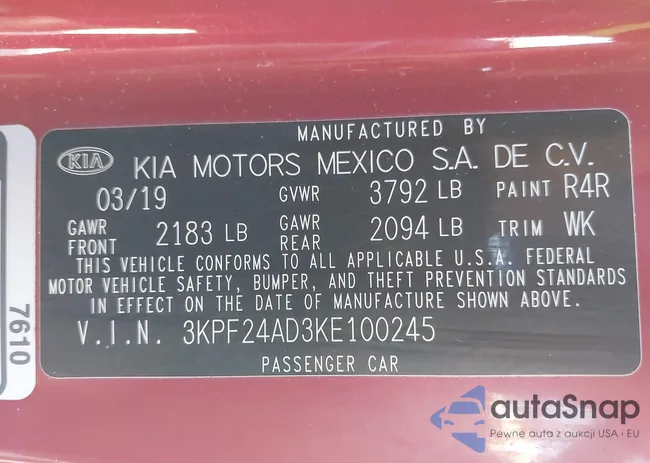 MANUFACTURED BY
KIA KIA MOTORS MEXICO S.A. DE C.V.
03/19 GVWR 3792 LB PAINT R4R
GAWR FRONT 2183 LB GAWR REAR 2094 LB TRIM WK
THIS VEHICLE CONFORMS TO ALL APPLICABLE U.S.A. FEDERAL
MOTOR VEHICLE SAFETY, BUMPER, AND THEFT PREVENTION STANDARDS
IN EFFECT ON THE DATE OF MANUFACTURE SHOWN ABOVE.
V.I.N. 3KPF24AD3KE100245
PASSENGER CAR
7610
autaSnap
Pewne auta z aukcji USA i EU